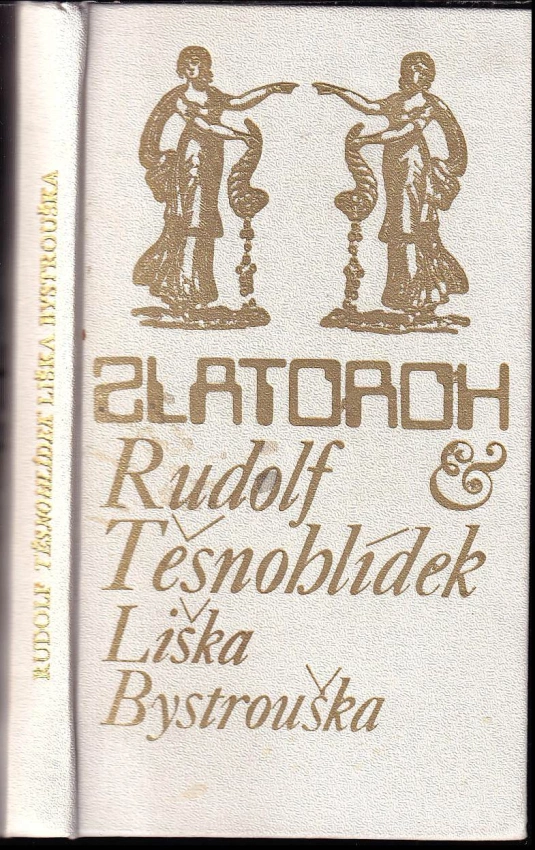 RUDOLF TĚSNOHLÍDEK LIŠKA BYSTROUŠKA
ZLATOROH
Rudolf &
Těsnohlídek
Liška
Bystrouška